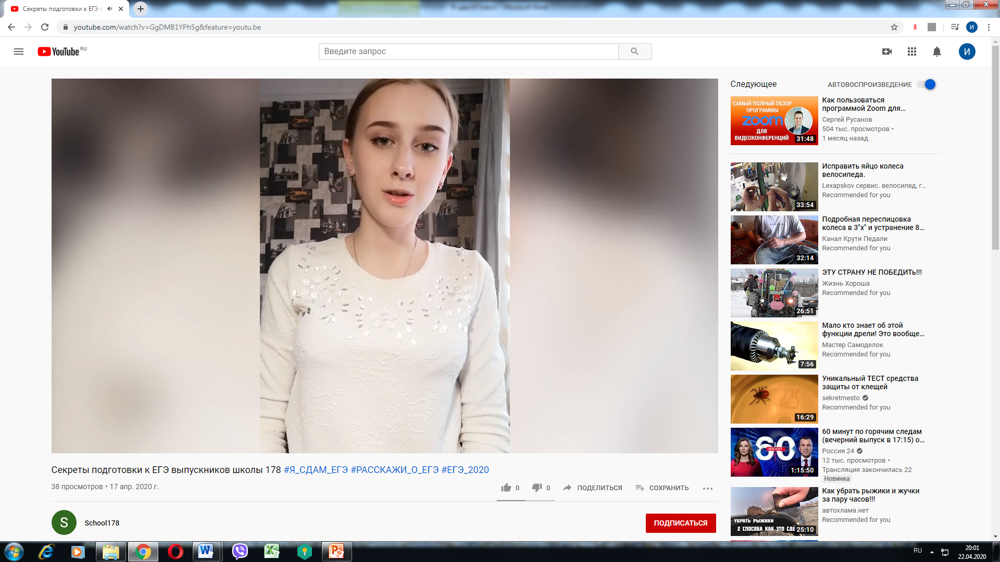 Секреты подготовки к ЕГЭ в
youtube.com/watch?v=GgDMB1YPh5g&feature=youtu.be
Я
И
YouTube RU
Введите запрос
И
Следующее
АВТОВОСПРОИЗВЕДЕНИЕ
САМЫЙ ПОЛНЫЙ ОБЗОР
ПРОГРАММЫ
zoom
ДЛЯ
ВИДЕОКОНФЕРЕНЦИЙ
31:48
Как пользоваться
программой Zoom для...
Сергей Русанов
504 тыс. просмотров •
1 месяц назад
33:54
Исправить яйцо колеса
велосипеда.
Lexapskov сервис. велосипед, г...
Recommended for you
32:14
Подробная переспицовка
колеса в 3"х" и устранение 8...
Канал Крути Педали
Recommended for you
26:51
ЭТУ СТРАНУ НЕ ПОБЕДИТЬ!!!
Жизнь Хороша
Recommended for you
7:56
Мало кто знает об этой
функции дрели! Это вообще...
Мастер Самоделок
Recommended for you
16:29
Уникальный ТЕСТ средства
защиты от клещей
sekretmesto
Recommended for you
60
МИНУТ
1:15:50
60 минут по горячим следам
(вечерний выпуск в 17:15) о...
Россия 24
12 тыс. просмотров •
Трансляция закончилась 22
Новинка
УБРАТЬ РЫЖИКИ
2 СПОСОБА КАК ЭТО СДЕ
25:10
Как убрать рыжики и жучки
за пару часов!!!
автохлама.нет
Recommended for you
Секреты подготовки к ЕГЭ выпускников школы 178 #Я_СДАМ_ЕГЭ #РАССКАЖИ_О_ЕГЭ #ЕГЭ_2020
38 просмотров • 17 апр. 2020 г.
0 0 ПОДЕЛИТЬСЯ СОХРАНИТЬ
S
School178
ПОДПИСАТЬСЯ
RU
20:01
22.04.2020